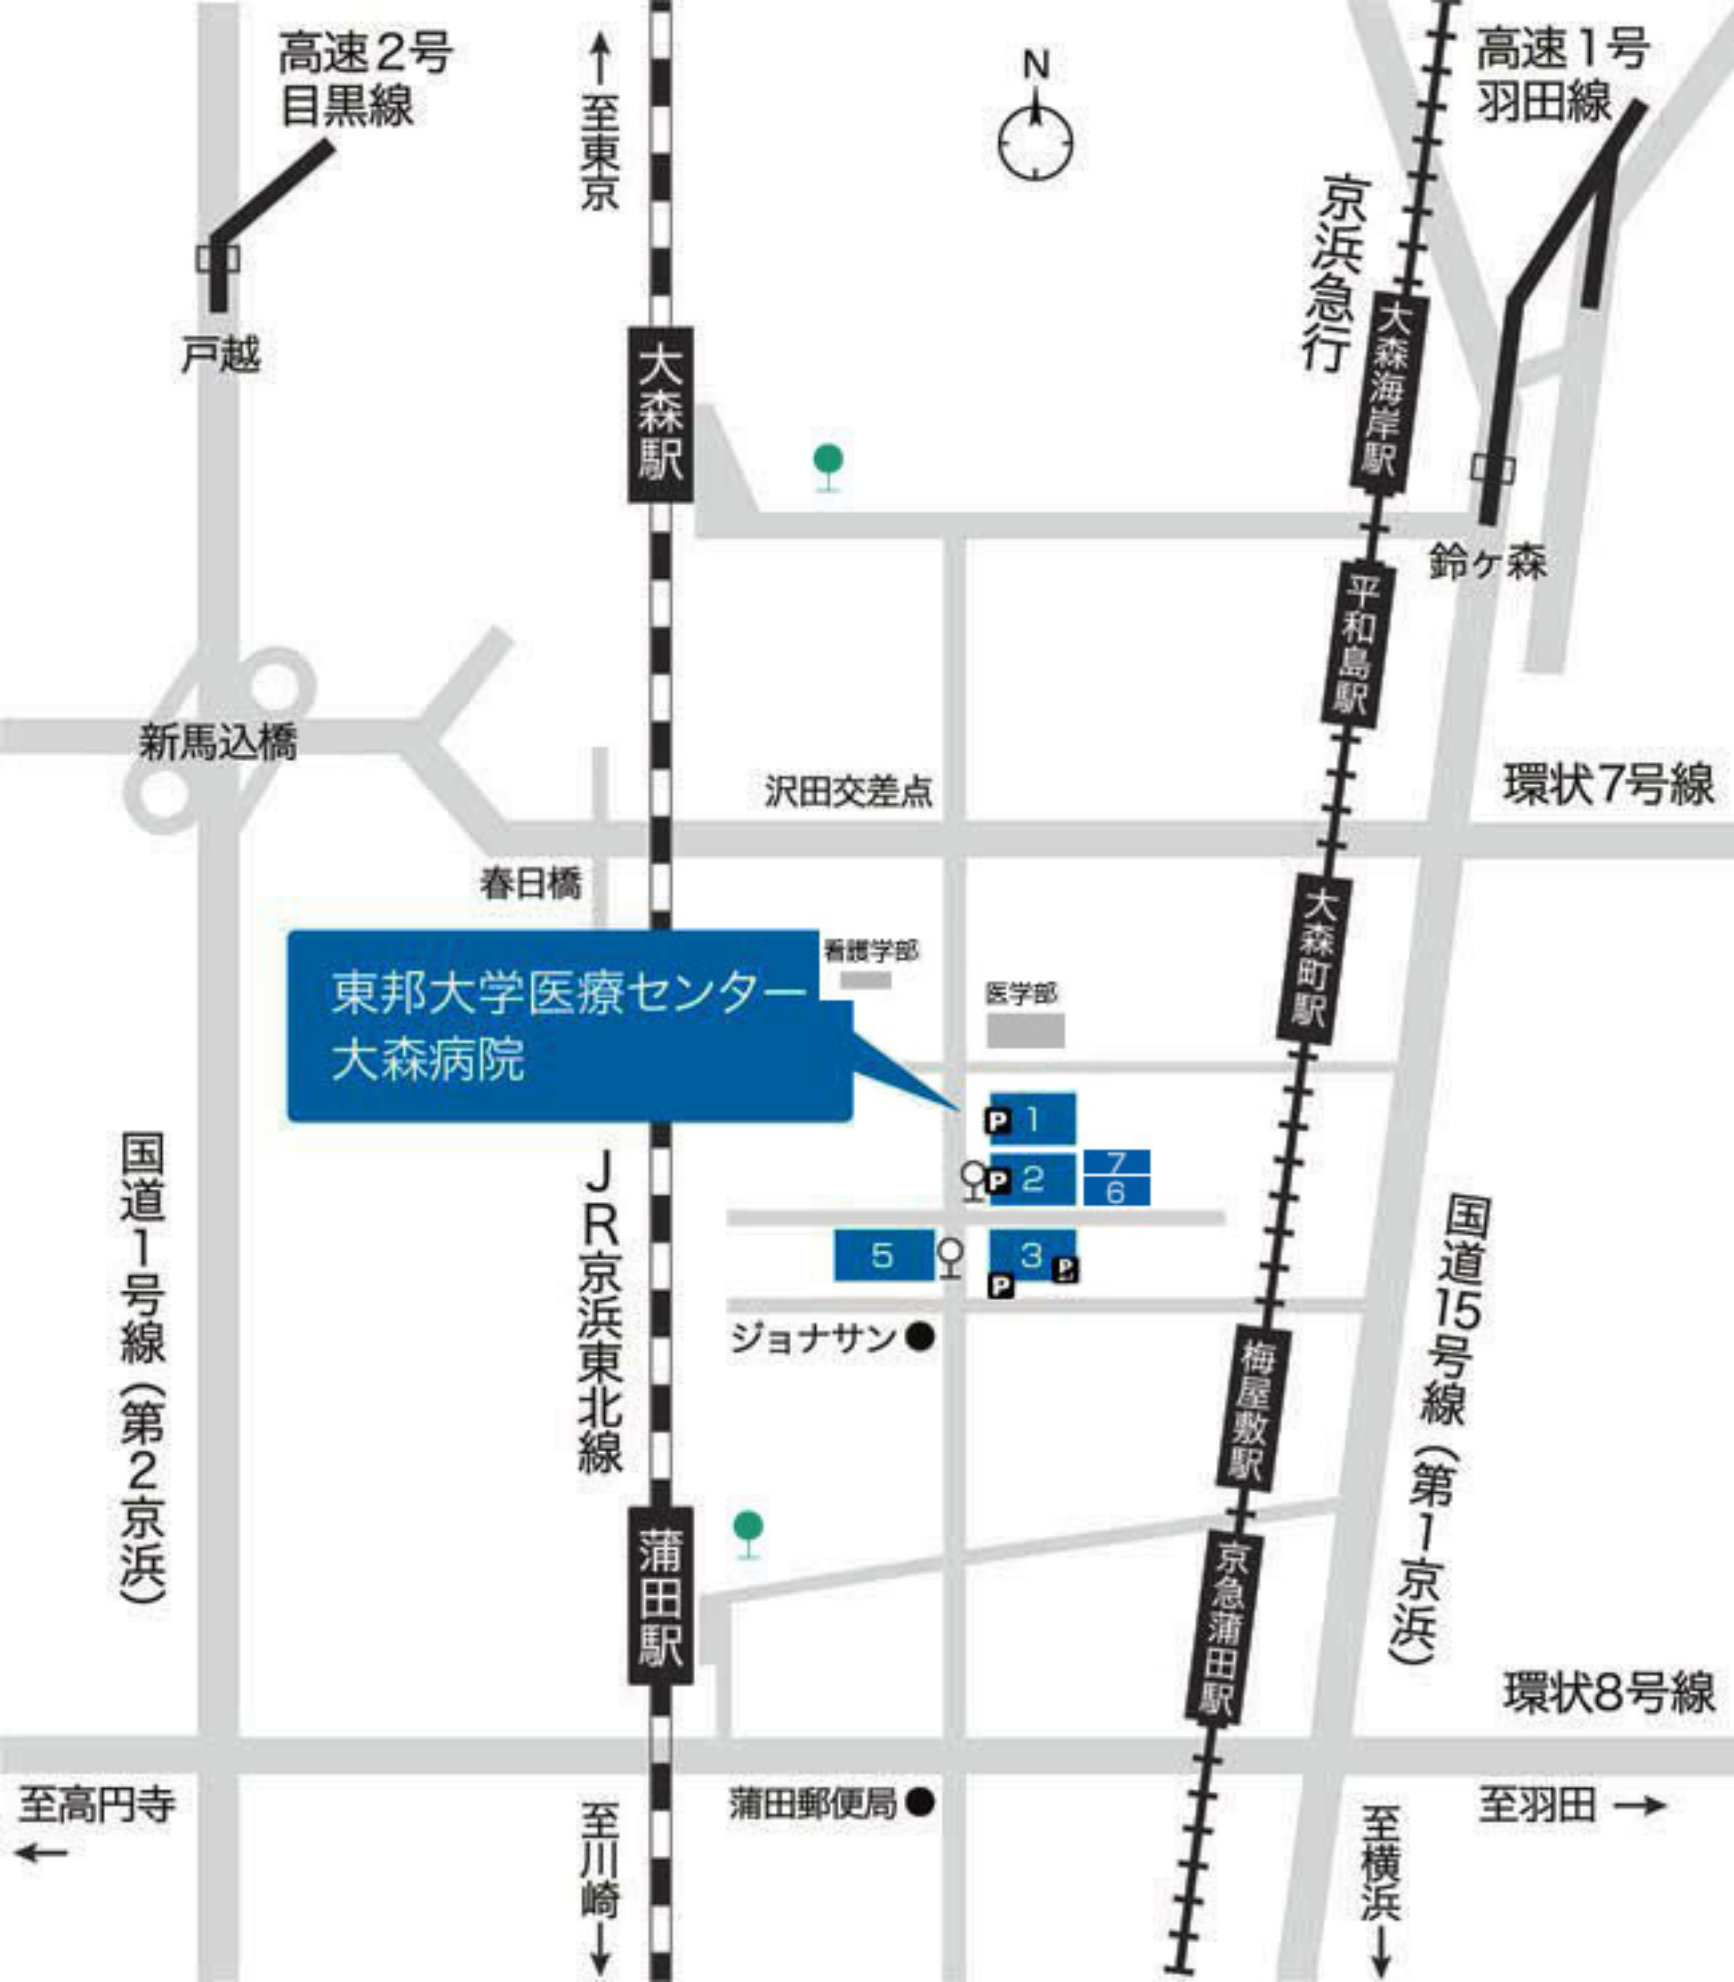 高速2号
目黒線
戸越
↑至東京
N
高速1号
羽田線
京浜急行
大森海岸駅
大森駅
鈴ヶ森
平和島駅
新馬込橋
沢田交差点
環状7号線
春日橋
大森町駅
看護学部
医学部
東邦大学医療センター
大森病院
P 1
P 2
7
6
5
3
P
P
ジョナサン
国道1号線(第2京浜)
JR京浜東北線
国道15号線(第1京浜)
梅屋敷駅
蒲田駅
京急蒲田駅
環状8号線
至高円寺
←
至川崎→
蒲田郵便局
至横浜→
至羽田 →